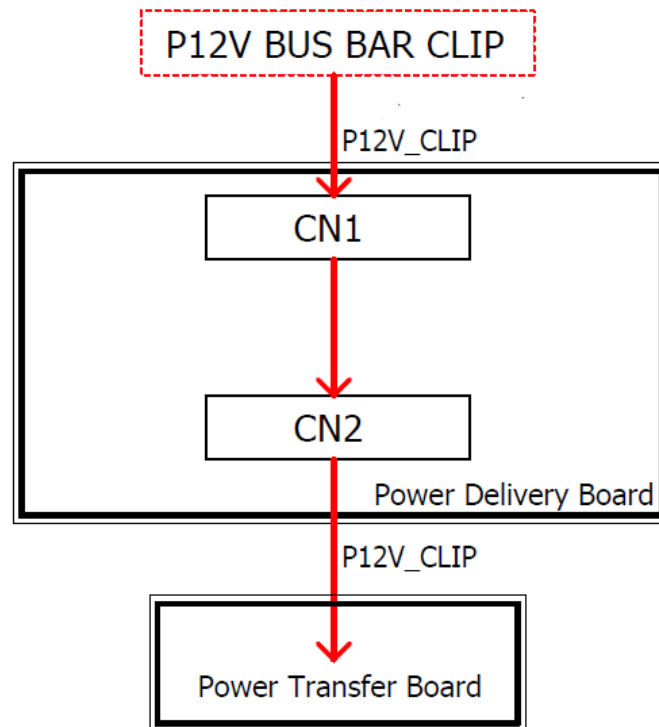 P12V BUS BAR CLIP
P12V_CLIP
CN1
CN2
Power Delivery Board
P12V_CLIP
Power Transfer Board